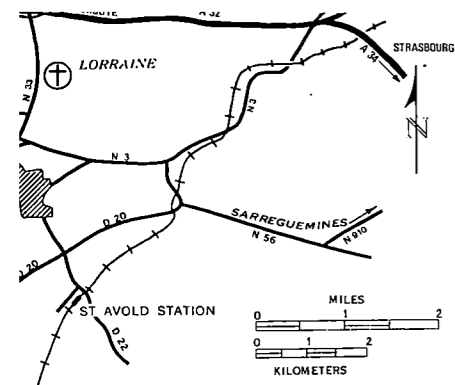 A 32
STRASBOURG
A 34
LORRAINE
N 33
N 3
N
N 3
D 20
SARREGUEMINES
N 56
N 910
D 20
ST AVOLD STATION
D 22
MILES
0 1 2
0 1 2
KILOMETERS